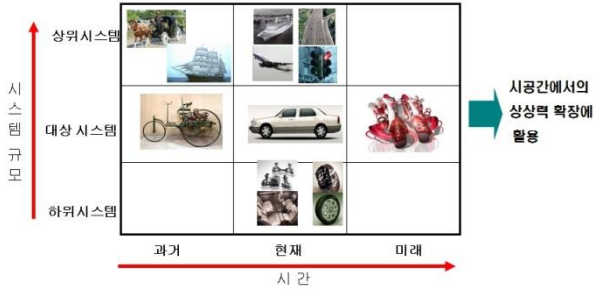 상위시스템
시스템 규모
대상 시스템
하위시스템
시공간에서의
상상력 확장에
활용
과거
현재
미래
시 간